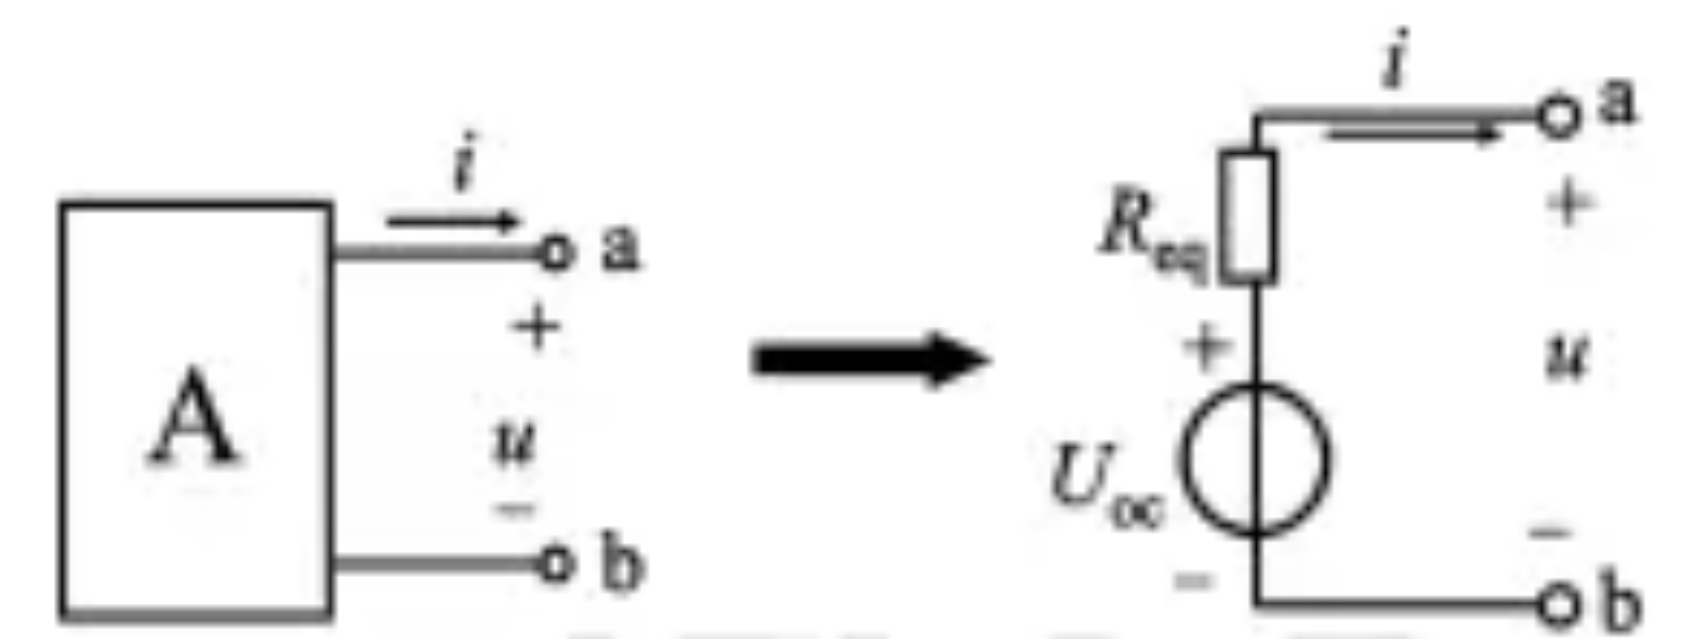 i
a
+
A
u
−
b
i
a
+
R_eq
+
u
U_oc
−
−
b